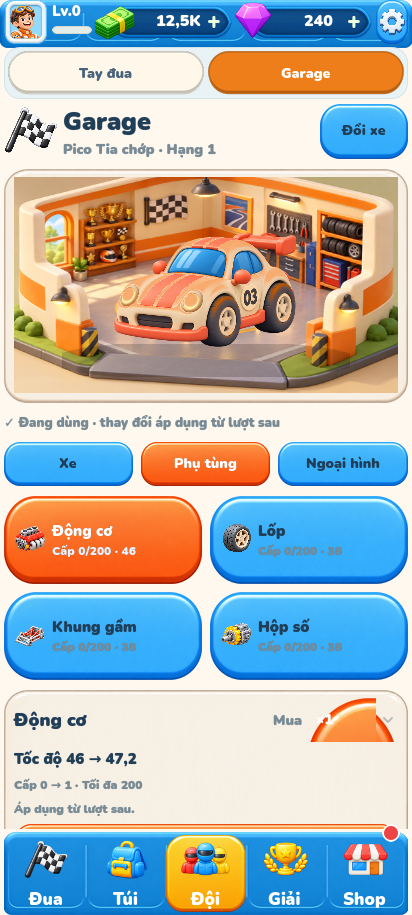 Lv.0
12,5K +
240 +
Tay đua
Garage
Garage
Pico Tia chớp · Hạng 1
Đổi xe
03
✓ Đang dùng · thay đổi áp dụng từ lượt sau
Xe
Phụ tùng
Ngoại hình
Động cơ
Cấp 0/200 · 46
Lốp
Cấp 0/200 · 38
Khung gầm
Cấp 0/200 · 38
Hộp số
Cấp 0/200 · 38
Động cơ
Mua
x1
Tốc độ 46 → 47,2
Cấp 0 → 1 · Tối đa 200
Áp dụng từ lượt sau.
Đua
Túi
Đội
Giải
Shop